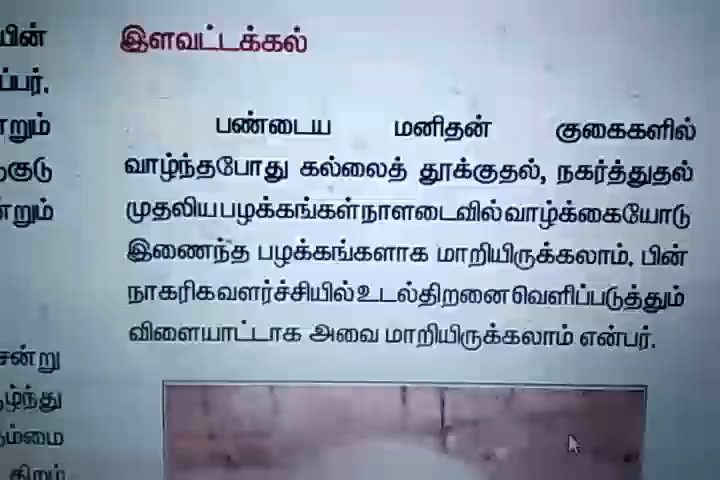 இளவட்டக்கல்
பண்டைய மனிதன் குகைகளில்
வாழ்ந்தபோது கல்லைத் தூக்குதல், நகர்த்துதல்
முதலிய பழக்கங்கள் நாளடைவில் வாழ்க்கையோடு
இணைந்த பழக்கங்களாக மாறியிருக்கலாம். பின்
நாகரிக வளர்ச்சியில் உடல்திறனை வெளிப்படுத்தும்
விளையாட்டாக அவை மாறியிருக்கலாம் என்பர்.